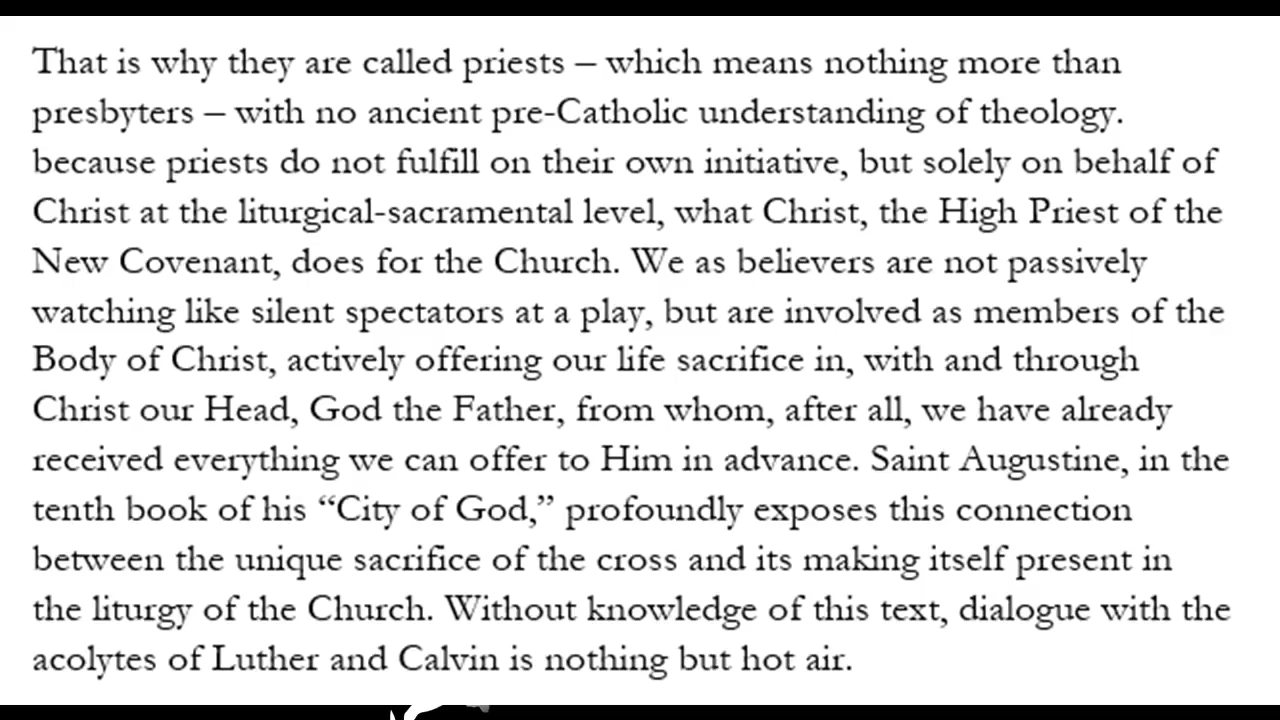 That is why they are called priests – which means nothing more than
presbyters – with no ancient pre-Catholic understanding of theology.
because priests do not fulfill on their own initiative, but solely on behalf of
Christ at the liturgical-sacramental level, what Christ, the High Priest of the
New Covenant, does for the Church. We as believers are not passively
watching like silent spectators at a play, but are involved as members of the
Body of Christ, actively offering our life sacrifice in, with and through
Christ our Head, God the Father, from whom, after all, we have already
received everything we can offer to Him in advance. Saint Augustine, in the
tenth book of his “City of God,” profoundly exposes this connection
between the unique sacrifice of the cross and its making itself present in
the liturgy of the Church. Without knowledge of this text, dialogue with the
acolytes of Luther and Calvin is nothing but hot air.